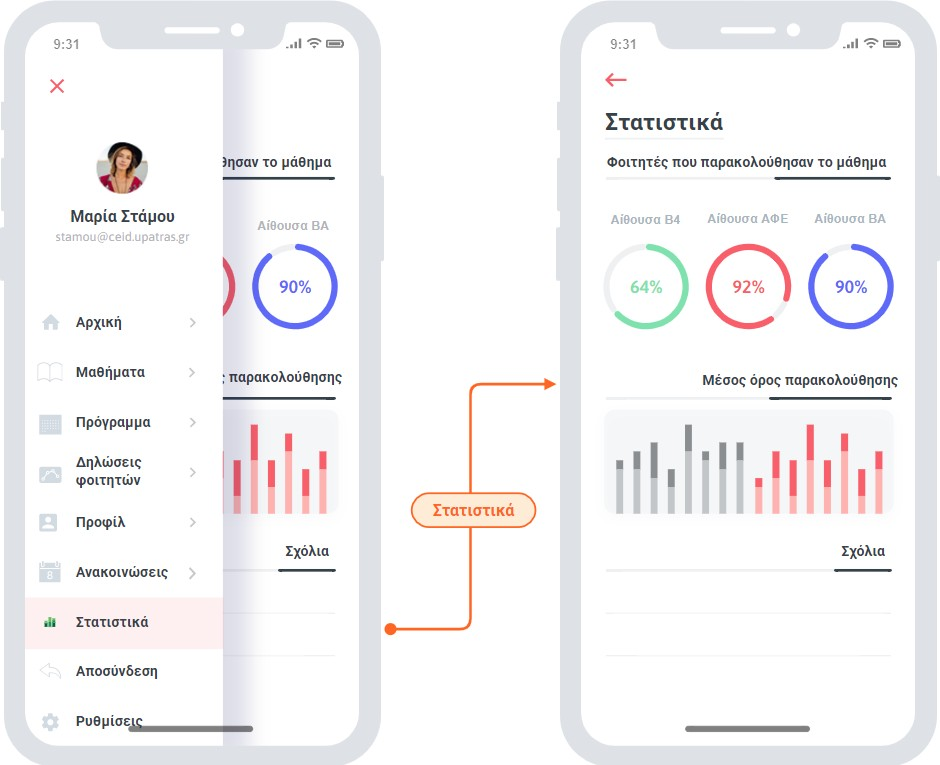 9:31
θησαν το μάθημα
Μαρία Στάμου
stamou@ceid.upatras.gr
Αίθουσα ΒΑ
90%
Αρχική
Μαθήματα
ς παρακολούθησης
Πρόγραμμα
Δηλώσεις
φοιτητών
Προφίλ
Σχόλια
8
Ανακοινώσεις
Στατιστικά
Αποσύνδεση
Ρυθμίσεις
Στατιστικά
9:31
Στατιστικά
Φοιτητές που παρακολούθησαν το μάθημα
Αίθουσα Β4 Αίθουσα ΑΦΕ Αίθουσα ΒΑ
64% 92% 90%
Μέσος όρος παρακολούθησης
Σχόλια